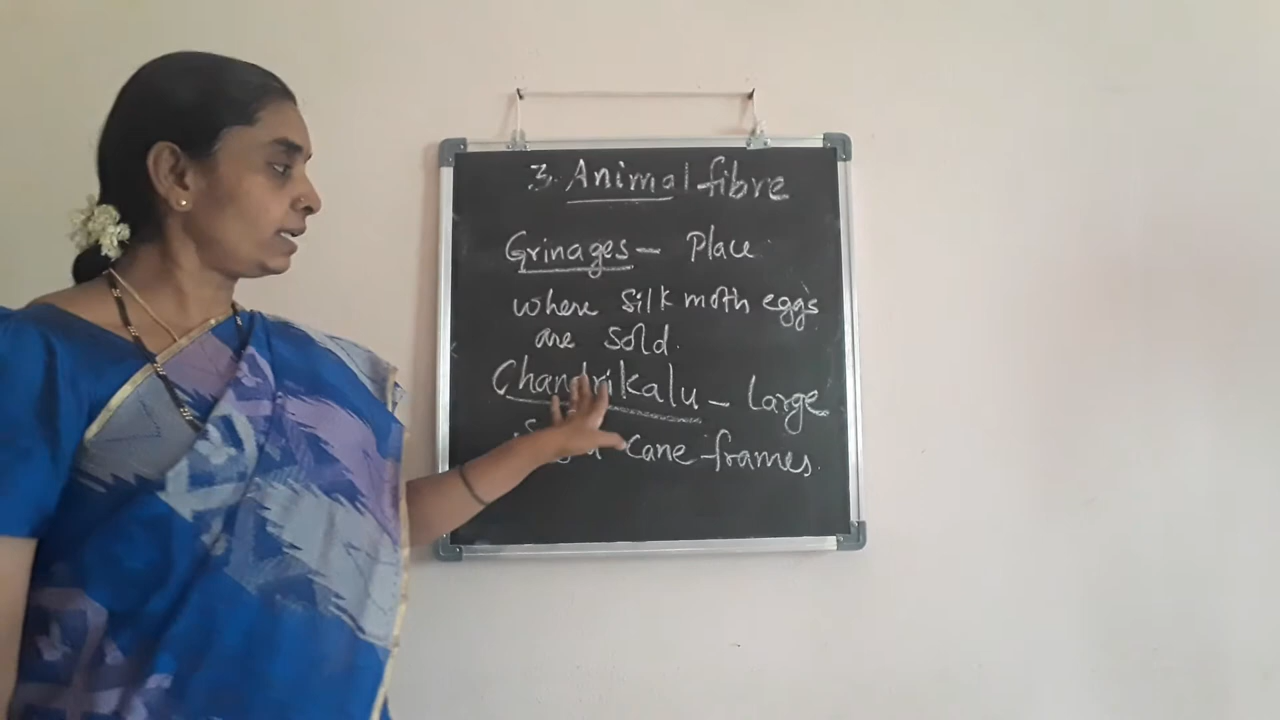 3. Animal fibre
Grinages - Place
where silk moth eggs
are sold.
Chandrikalu - Large
cane frames.